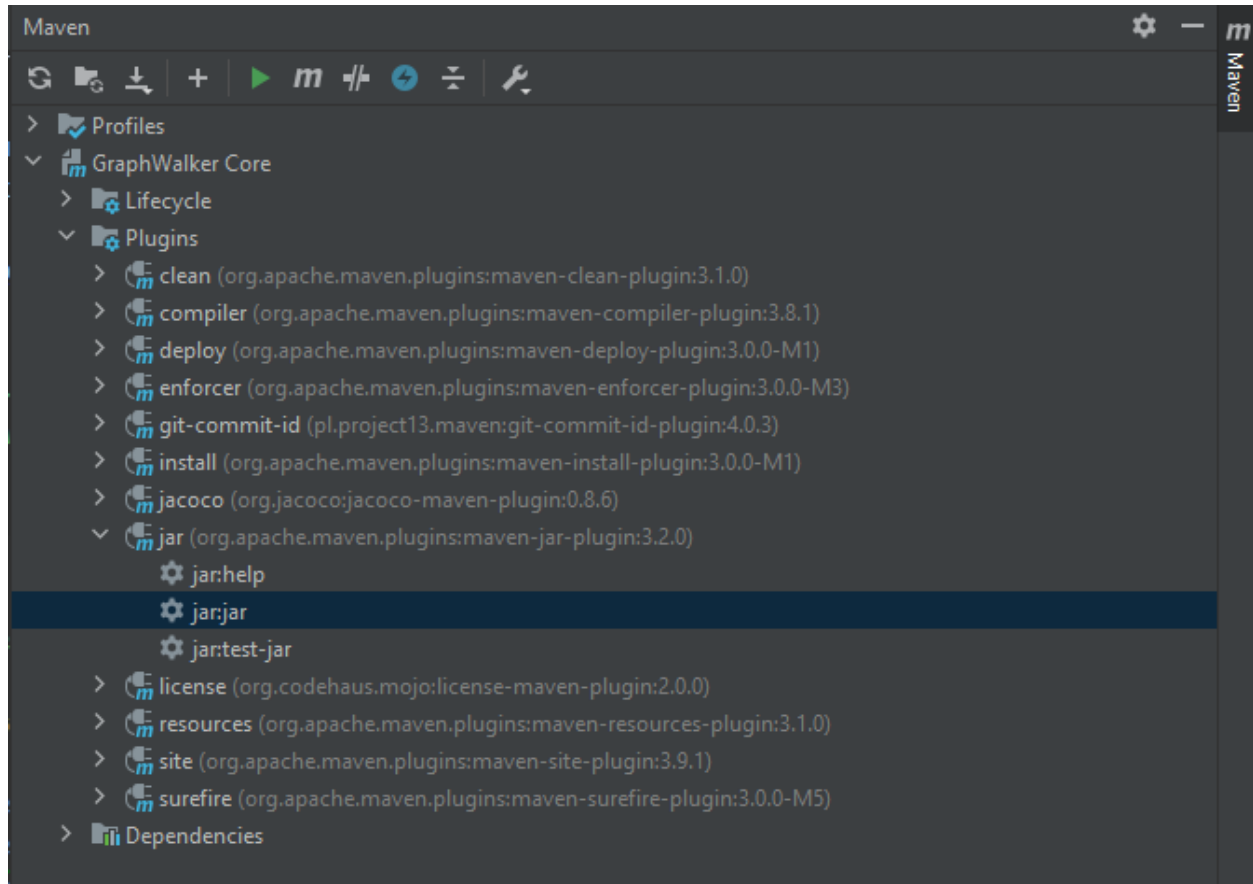 Maven
m
Maven
Profiles
GraphWalker Core
Lifecycle
Plugins
clean (org.apache.maven.plugins:maven-clean-plugin:3.1.0)
compiler (org.apache.maven.plugins:maven-compiler-plugin:3.8.1)
deploy (org.apache.maven.plugins:maven-deploy-plugin:3.0.0-M1)
enforcer (org.apache.maven.plugins:maven-enforcer-plugin:3.0.0-M3)
git-commit-id (pl.project13.maven:git-commit-id-plugin:4.0.3)
install (org.apache.maven.plugins:maven-install-plugin:3.0.0-M1)
jacoco (org.jacoco:jacoco-maven-plugin:0.8.6)
jar (org.apache.maven.plugins:maven-jar-plugin:3.2.0)
jar:help
jar:jar
jar:test-jar
license (org.codehaus.mojo:license-maven-plugin:2.0.0)
resources (org.apache.maven.plugins:maven-resources-plugin:3.1.0)
site (org.apache.maven.plugins:maven-site-plugin:3.9.1)
surefire (org.apache.maven.plugins:maven-surefire-plugin:3.0.0-M5)
Dependencies